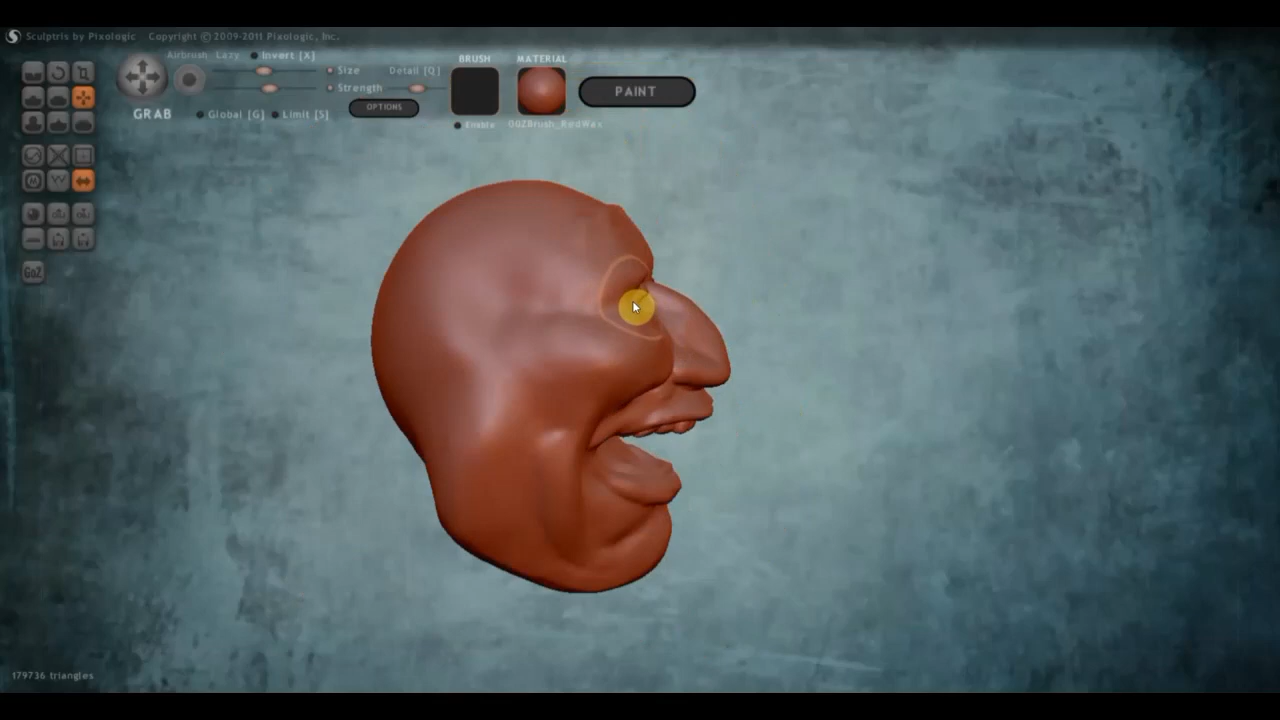 Sculptris by Pixologic Copyright © 2009-2011 Pixologic, Inc.
Airbrush Lazy Invert [X]
BRUSH MATERIAL
Size Detail [Q]
Strength
PAINT
OPTIONS
GRAB Global [G] Limit [S]
Enable
GoZ
179736 triangles